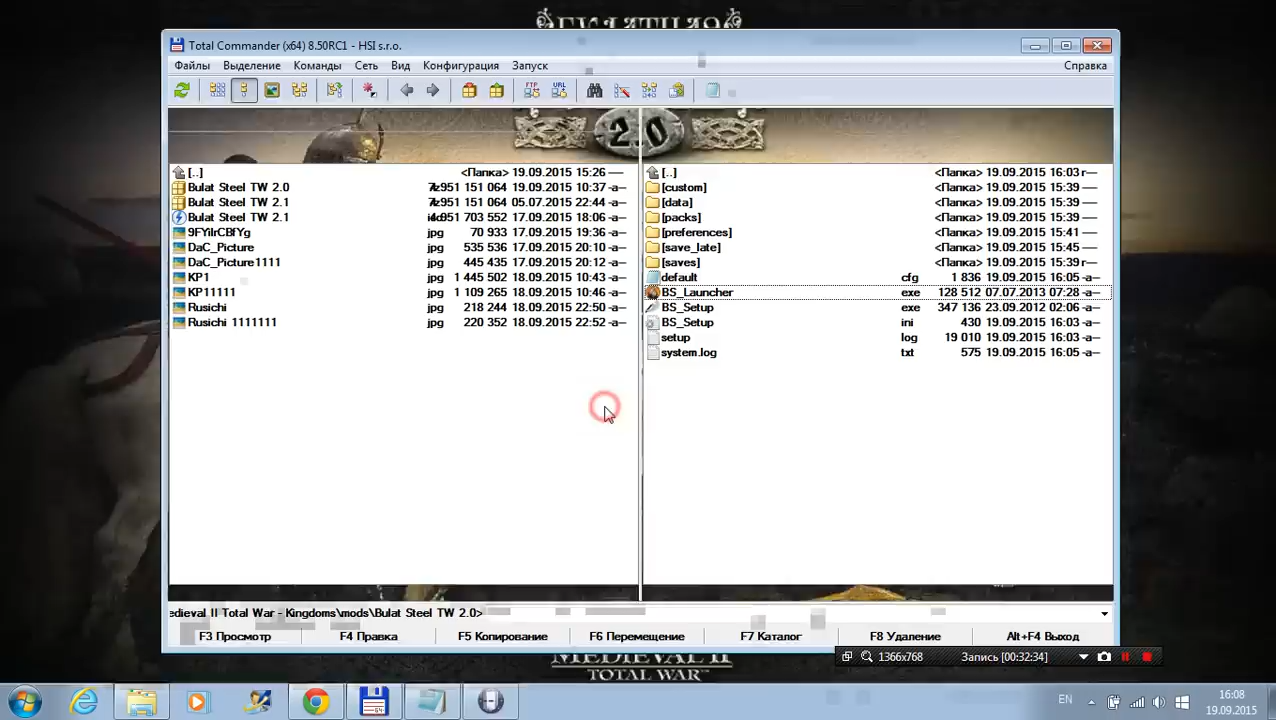 Total Commander (x64) 8.50RC1 - HSI s.r.o.
Файлы Выделение Команды Сеть Вид Конфигурация Запуск Справка
FTP URL
2.0
[..] <Папка> 19.09.2015 15:26 ----
Bulat Steel TW 2.0 7z 951 151 064 19.09.2015 10:37 -a--
Bulat Steel TW 2.1 7z 951 151 064 05.07.2015 22:44 -a--
Bulat Steel TW 2.1 951 703 552 17.09.2015 18:06 -a--
9FYilrCBfYg jpg 70 933 17.09.2015 19:36 -a--
DaC_Picture jpg 535 536 17.09.2015 20:10 -a--
DaC_Picture1111 jpg 445 435 17.09.2015 20:12 -a--
KP1 jpg 1 445 502 18.09.2015 10:43 -a--
KP11111 jpg 1 109 265 18.09.2015 10:46 -a--
Rusichi jpg 218 244 18.09.2015 22:50 -a--
Rusichi 1111111 jpg 220 352 18.09.2015 22:52 -a--
[..] <Папка> 19.09.2015 16:03 r---
[custom] <Папка> 19.09.2015 15:39 ----
[data] <Папка> 19.09.2015 15:39 ----
[packs] <Папка> 19.09.2015 15:39 ----
[preferences] <Папка> 19.09.2015 15:41 ----
[save_late] <Папка> 19.09.2015 15:45 ----
[saves] <Папка> 19.09.2015 15:39 r---
default cfg 1 836 19.09.2015 16:05 -a--
BS_Launcher exe 128 512 07.07.2013 07:28 -a--
BS_Setup exe 347 136 23.09.2012 02:06 -a--
BS_Setup ini 430 19.09.2015 16:03 -a--
setup log 19 010 19.09.2015 16:03 -a--
system.log txt 575 19.09.2015 16:05 -a--
edieval II Total War - Kingdoms\mods\Bulat Steel TW 2.0>
F3 Просмотр F4 Правка F5 Копирование F6 Перемещение F7 Каталог F8 Удаление Alt+F4 Выход
1366x768 Запись [00:32:34]
MEDIEVAL II
TOTAL WAR
EN 16:08
19.09.2015